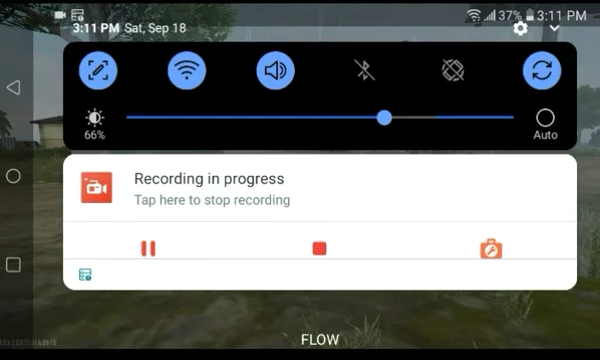 37% 3:11 PM
3:11 PM Sat, Sep 18
66%
Auto
Recording in progress
Tap here to stop recording
FLOW